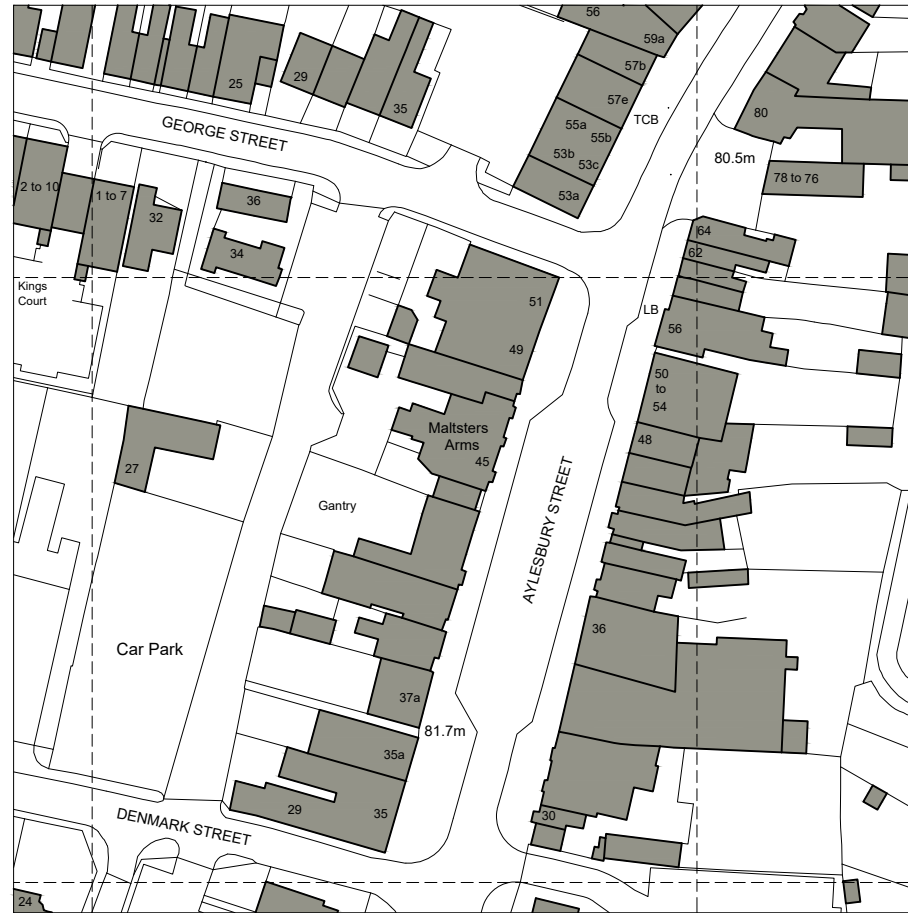 56
59a
57b
25
29
35
57e
GEORGE STREET
55a
55b
TCB
80
53b
53c
80.5m
2 to 10
1 to 7
36
53a
78 to 76
32
34
64
62
Kings
Court
51
LB
56
49
50
to
54
Maltsters
Arms
48
45
27
Gantry
AYLESBURY STREET
36
Car Park
37a
81.7m
35a
29
35
30
DENMARK STREET
24